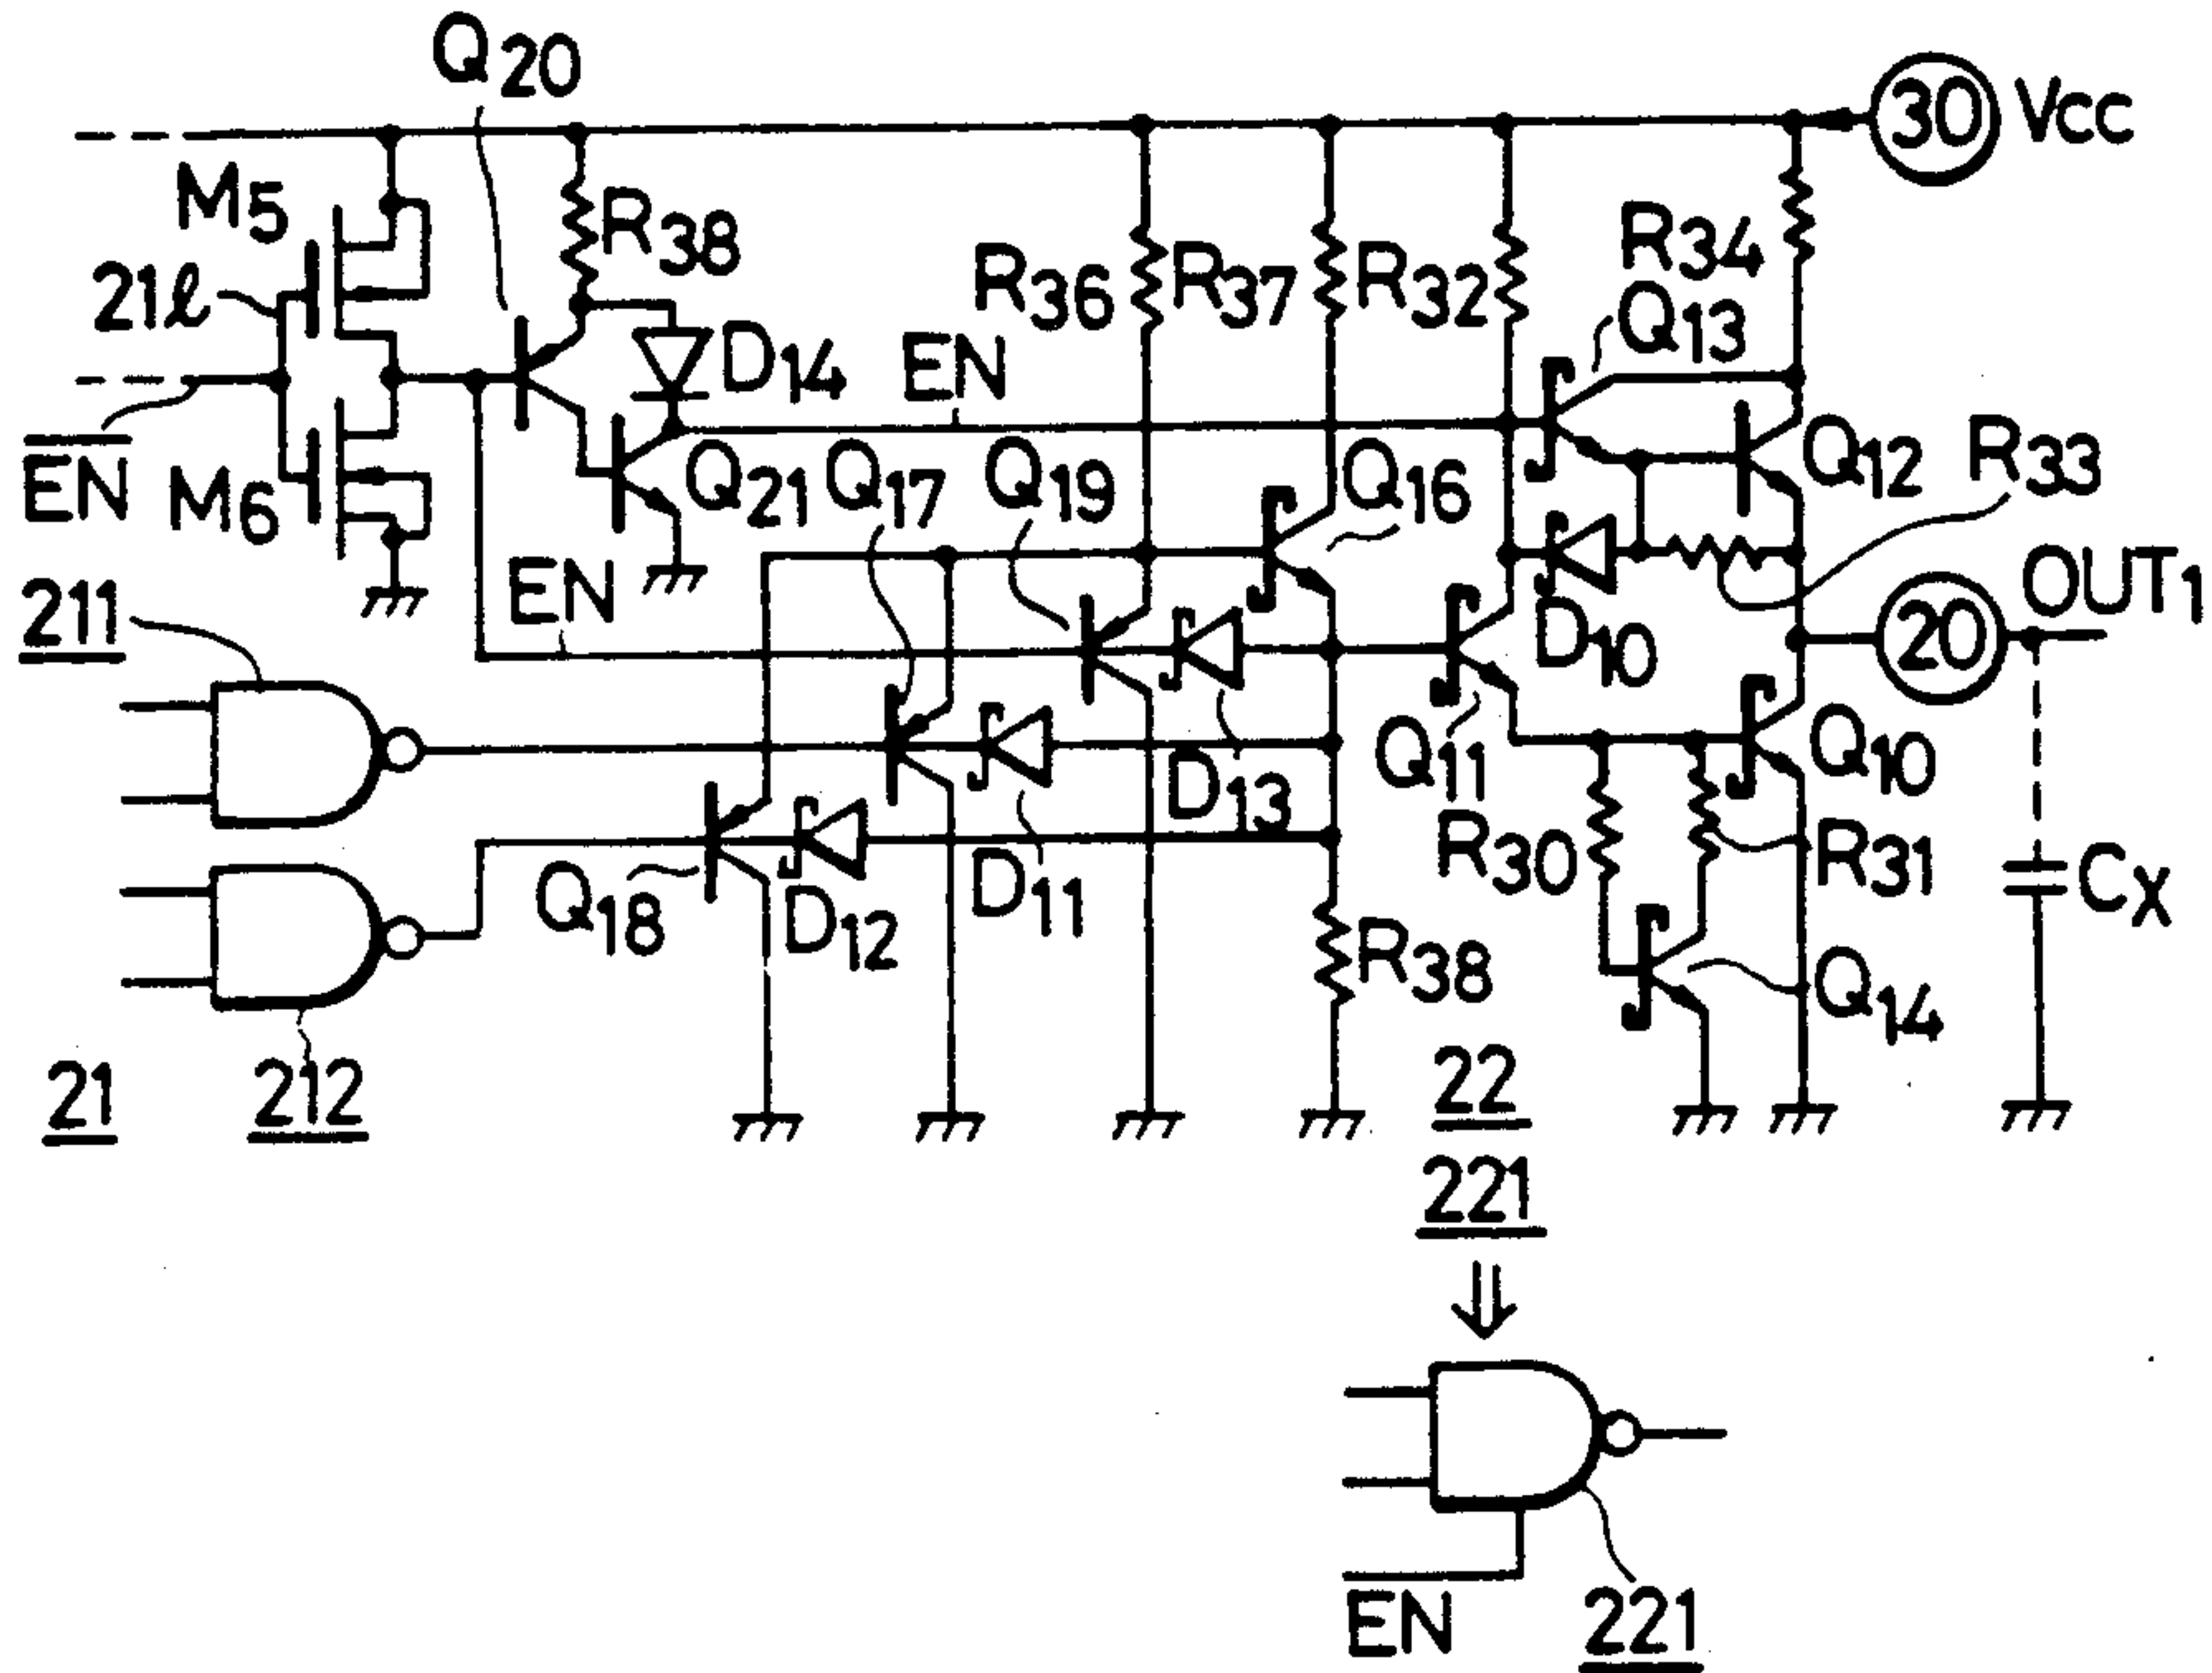 Q20
30 VCC
M5
R38
R34
21ℓ
R36 R37 R32
Q13
D14
EN
Q12 R33
EN
M6
Q21 Q17 Q19 Q16
OUT1
211
EN
D10
20
Q11
Q10
D13
R30 R31
CX
Q18 D12 D11
R38
Q14
21 212 22
221
EN 221